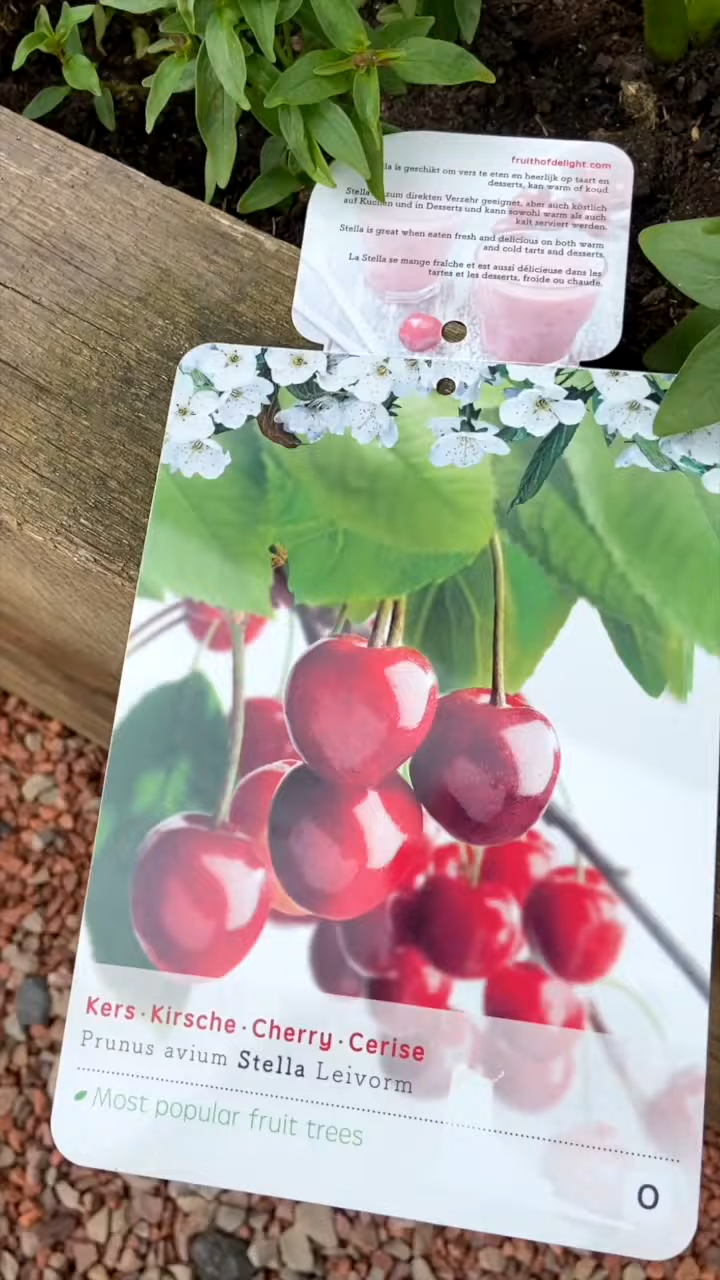 fruithofdelight.com
is geschikt om vers te eten en heerlijk op taart en
desserts, kan warm of koud.
Stella zum direkten Verzehr geeignet, aber auch köstlich
auf Kuchen und in Desserts und kann sowohl warm als auch
kalt serviert werden.
Stella is great when eaten fresh and delicious on both warm
and cold tarts and desserts.
La Stella se mange fraîche et est aussi délicieuse dans les
tartes et les desserts, froide ou chaude.
Kers · Kirsche · Cherry · Cerise
Prunus avium Stella Leivorm
Most popular fruit trees
O